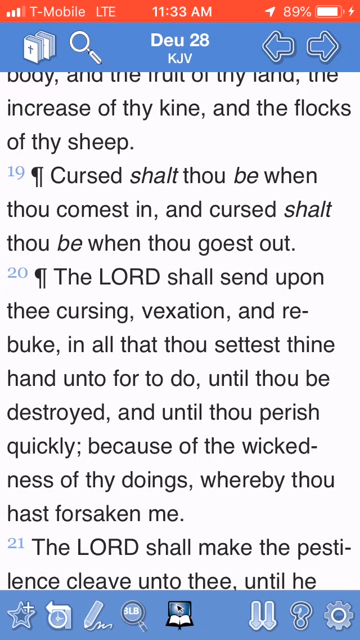 T-Mobile LTE 11:33 AM 89%
Deu 28
KJV
body, and the fruit of thy land, the
increase of thy kine, and the flocks
of thy sheep.
19 ¶ Cursed shalt thou be when
thou comest in, and cursed shalt
thou be when thou goest out.
20 ¶ The LORD shall send upon
thee cursing, vexation, and re-
buke, in all that thou settest thine
hand unto for to do, until thou be
destroyed, and until thou perish
quickly; because of the wicked-
ness of thy doings, whereby thou
hast forsaken me.
21 The LORD shall make the pesti-
lence cleave unto thee, until he
BLB